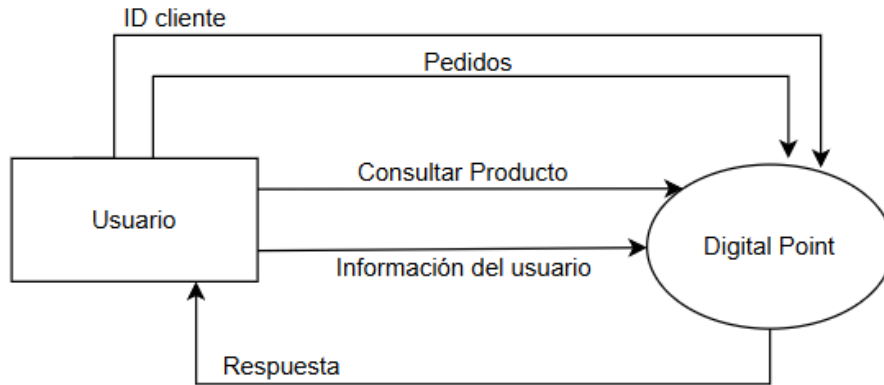 ID cliente
Pedidos
Consultar Producto
Usuario
Digital Point
Información del usuario
Respuesta